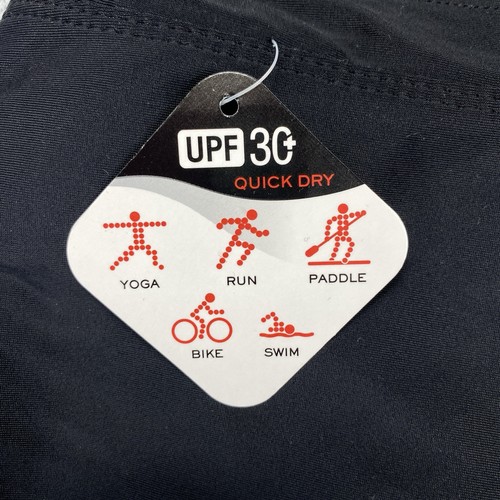 UPF 30+
QUICK DRY
YOGA RUN PADDLE
BIKE SWIM